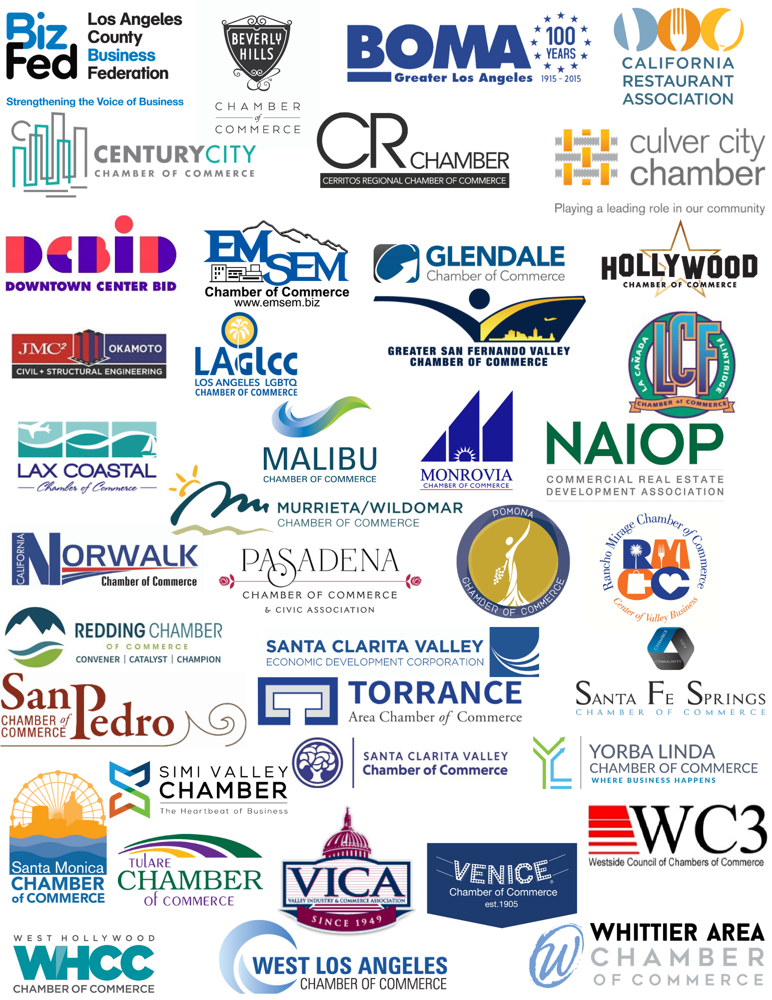 Biz
Fed
Los Angeles
County
Business
Federation
Strengthening the Voice of Business
BEVERLY
HILLS
TM
CHAMBER
of
COMMERCE
BOMA
Greater Los Angeles
100
YEARS
1915 - 2015
CALIFORNIA
RESTAURANT
ASSOCIATION
CENTURYCITY
CHAMBER OF COMMERCE
CR CHAMBER
CERRITOS REGIONAL CHAMBER OF COMMERCE
culver city
chamber
Playing a leading role in our community
DCBID
DOWNTOWN CENTER BID
EM
SEM
Chamber of Commerce
www.emsem.biz
GLENDALE
Chamber of Commerce
HOLLYWOOD
CHAMBER OF COMMERCE
JMC²
OKAMOTO
CIVIL + STRUCTURAL ENGINEERING
LAGlcc
LOS ANGELES LGBTQ
CHAMBER OF COMMERCE
GREATER SAN FERNANDO VALLEY
CHAMBER OF COMMERCE
LCF
LA CAÑADA
FLINTRIDGE
CHAMBER of COMMERCE
LAX COASTAL
Chamber of Commerce
MALIBU
CHAMBER OF COMMERCE
MONROVIA
CHAMBER OF COMMERCE
NAIOP
COMMERCIAL REAL ESTATE
DEVELOPMENT ASSOCIATION
MURRIETA/WILDOMAR
CHAMBER OF COMMERCE
CALIFORNIA
NORWALK
Chamber of Commerce
PASADENA
CHAMBER OF COMMERCE
& CIVIC ASSOCIATION
POMONA
CHAMBER OF COMMERCE
Rancho Mirage Chamber of Commerce
RM
CC
Center of Valley Business
REDDING CHAMBER
OF COMMERCE
CONVENER | CATALYST | CHAMPION
SANTA CLARITA VALLEY
ECONOMIC DEVELOPMENT CORPORATION
CHAMBER
CITY
COMMUNITY
SANTA FE SPRINGS
CHAMBER OF COMMERCE
San Pedro
CHAMBER of
COMMERCE
TORRANCE
Area Chamber of Commerce
SANTA CLARITA VALLEY
Chamber of Commerce
YL
YORBA LINDA
CHAMBER OF COMMERCE
WHERE BUSINESS HAPPENS
Santa Monica
CHAMBER
of COMMERCE
SIMI VALLEY
CHAMBER
The Heartbeat of Business
TULARE
CHAMBER
of COMMERCE
VICA
VALLEY INDUSTRY & COMMERCE ASSOCIATION
SINCE 1949
VENICE®
Chamber of Commerce
est.1905
WC3
Westside Council of Chambers of Commerce
WEST HOLLYWOOD
WHCC
CHAMBER OF COMMERCE
WEST LOS ANGELES
CHAMBER OF COMMERCE
W
WHITTIER AREA
CHAMBER
OF COMMERCE